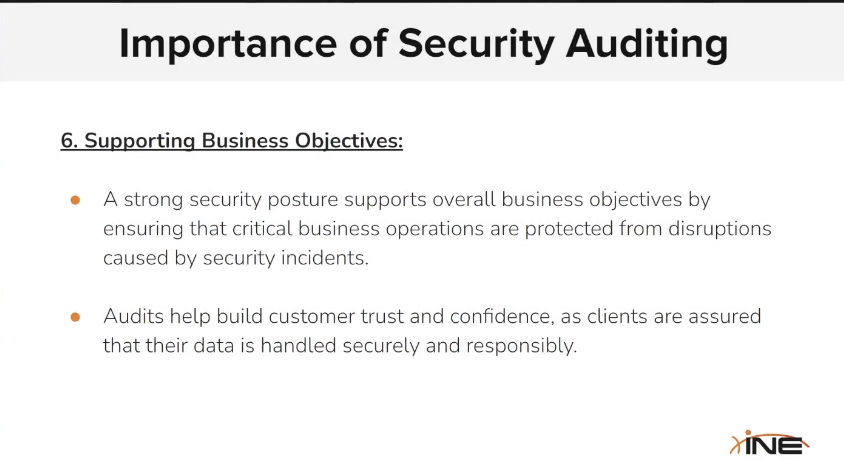 Importance of Security Auditing
6. Supporting Business Objectives:
A strong security posture supports overall business objectives by
ensuring that critical business operations are protected from disruptions
caused by security incidents.
Audits help build customer trust and confidence, as clients are assured
that their data is handled securely and responsibly.
INE